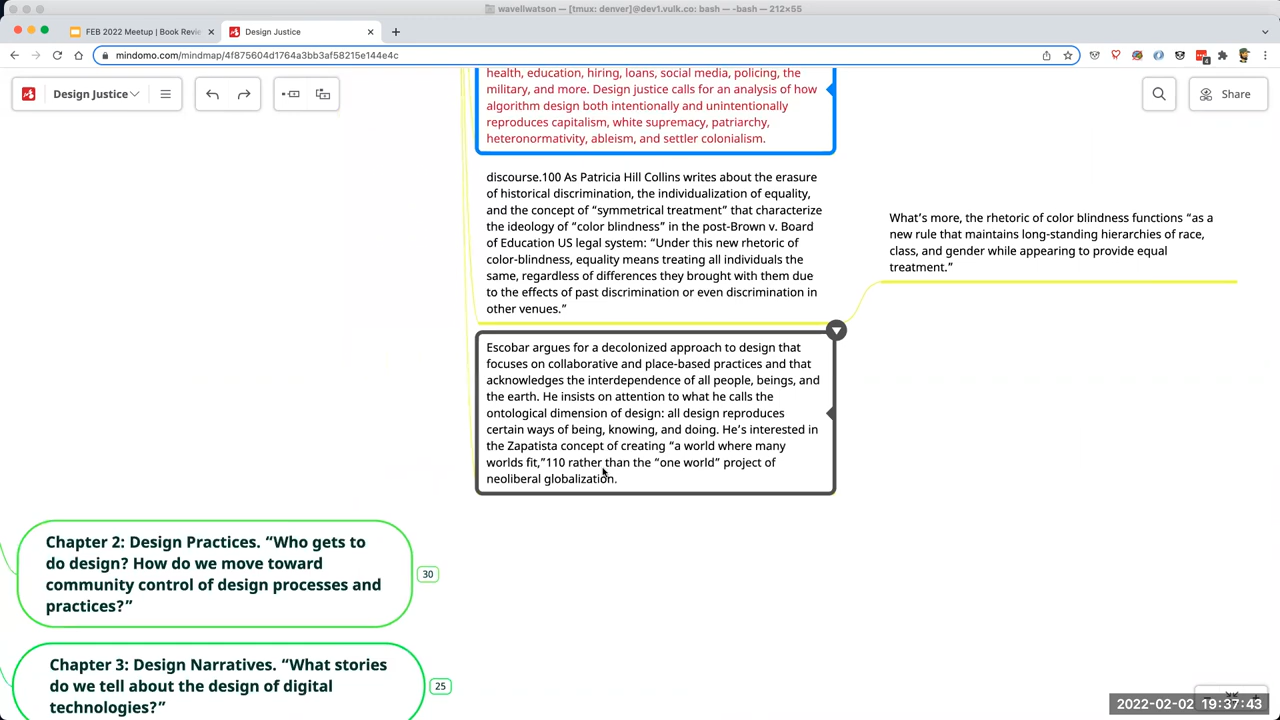 wavellwatson — [tmux: denver]@dev1.vulk.co: bash — -bash — 212×55
FEB 2022 Meetup | Book Revie
Design Justice
mindomo.com/mindmap/4f875604d1764a3bb3af58215e144e4c
Design Justice
Share
health, education, hiring, loans, social media, policing, the
military, and more. Design justice calls for an analysis of how
algorithm design both intentionally and unintentionally
reproduces capitalism, white supremacy, patriarchy,
heteronormativity, ableism, and settler colonialism.
discourse.100 As Patricia Hill Collins writes about the erasure
of historical discrimination, the individualization of equality,
and the concept of “symmetrical treatment” that characterize
the ideology of “color blindness” in the post-Brown v. Board
of Education US legal system: “Under this new rhetoric of
color-blindness, equality means treating all individuals the
same, regardless of differences they brought with them due
to the effects of past discrimination or even discrimination in
other venues.”
What’s more, the rhetoric of color blindness functions “as a
new rule that maintains long-standing hierarchies of race,
class, and gender while appearing to provide equal
treatment.”
Escobar argues for a decolonized approach to design that
focuses on collaborative and place-based practices and that
acknowledges the interdependence of all people, beings, and
the earth. He insists on attention to what he calls the
ontological dimension of design: all design reproduces
certain ways of being, knowing, and doing. He’s interested in
the Zapatista concept of creating “a world where many
worlds fit,”110 rather than the “one world” project of
neoliberal globalization.
Chapter 2: Design Practices. “Who gets to
do design? How do we move toward
community control of design processes and
practices?”
30
Chapter 3: Design Narratives. “What stories
do we tell about the design of digital
technologies?”
25
2022-02-02 19:37:43